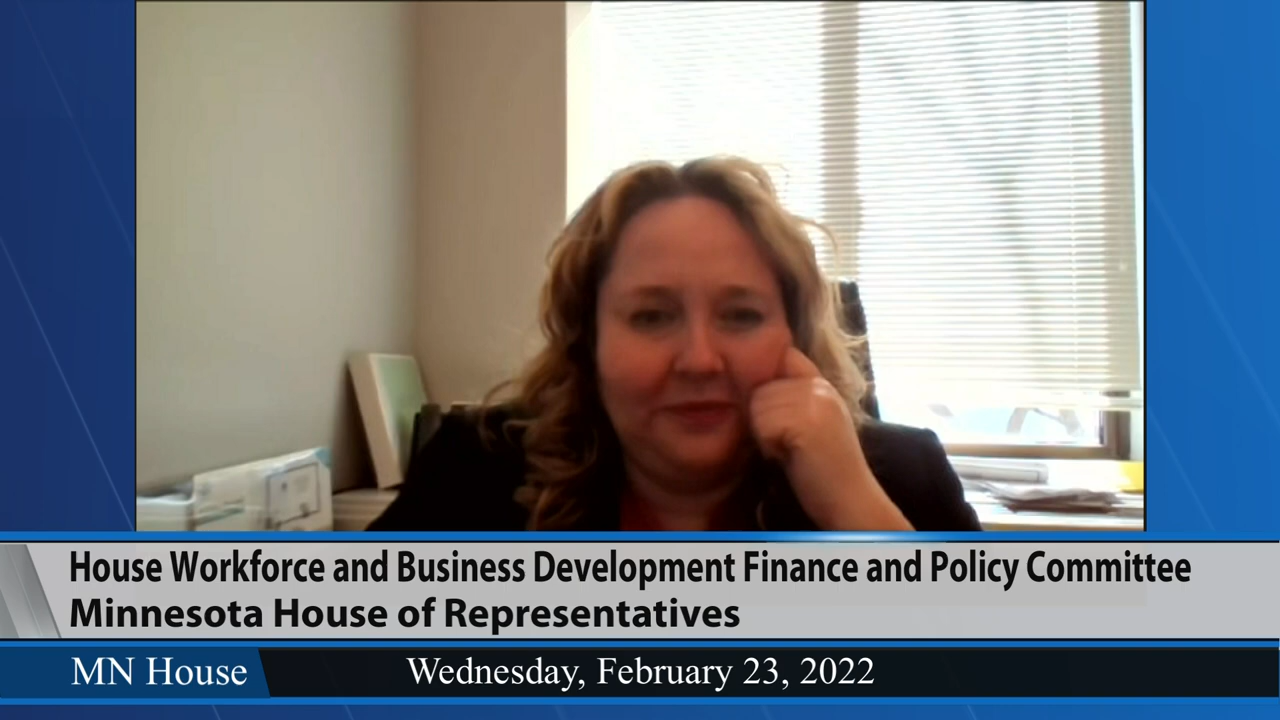 House Workforce and Business Development Finance and Policy Committee
Minnesota House of Representatives
MN House
Wednesday, February 23, 2022